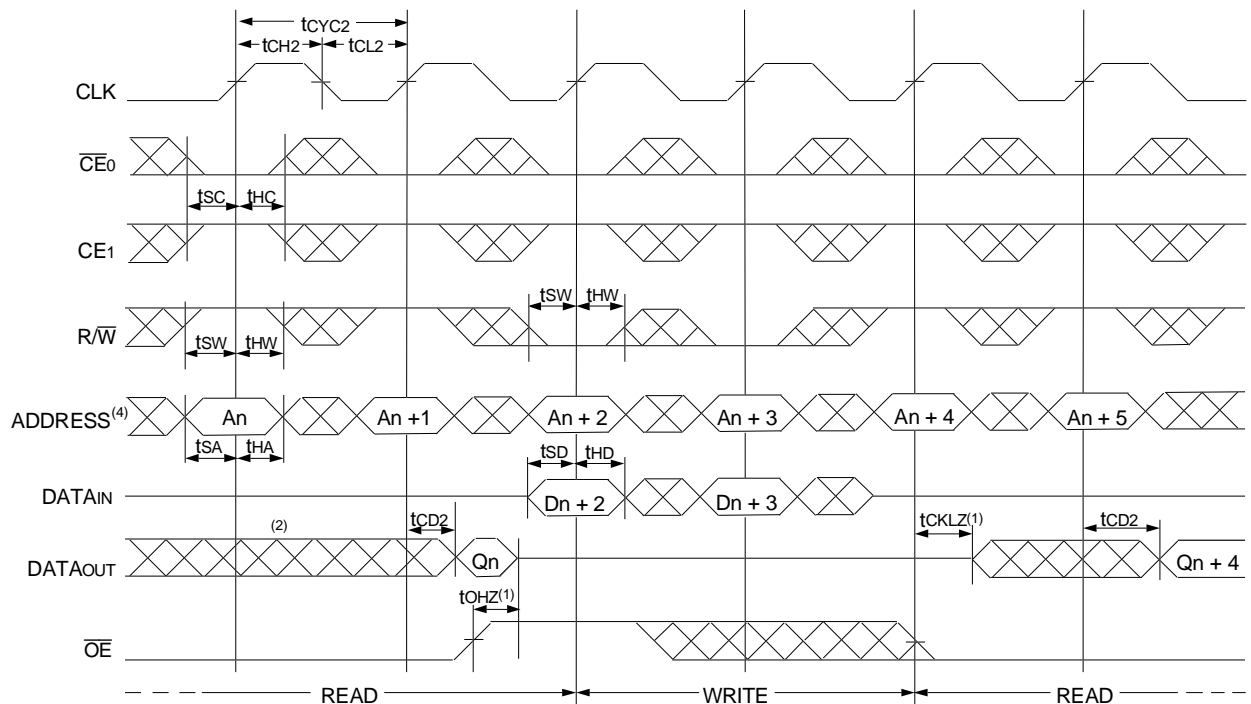 tCYC2
tCH2 tCL2
CLK
CE0
tSC tHC
CE1
tSW tHW
R/W
tSW tHW
ADDRESS(4) An An +1 An + 2 An + 3 An + 4 An + 5
tSA tHA tSD tHD
DATAIN Dn + 2 Dn + 3
(2) tCD2 tCKLZ(1) tCD2
DATAOUT Qn Qn + 4
tOHZ(1)
OE
READ WRITE READ